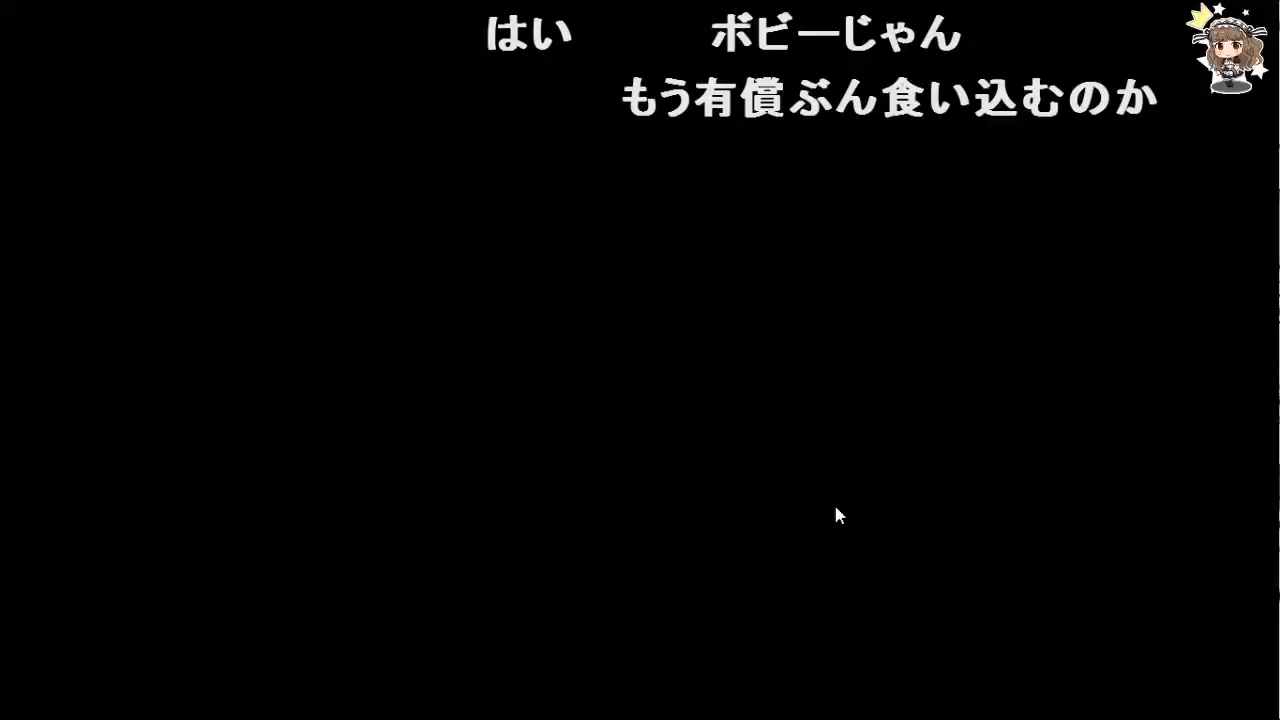 はい ボビーじゃん
もう有償ぶん食い込むのか